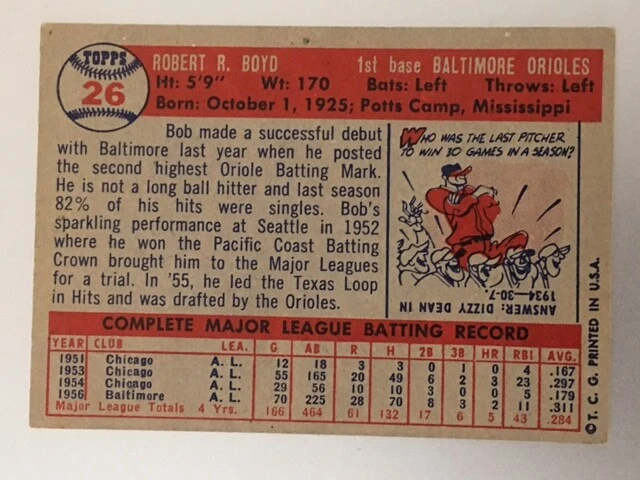 TOPPS
26
ROBERT R. BOYD 1st base BALTIMORE ORIOLES
Ht: 5'9" Wt: 170 Bats: Left Throws: Left
Born: October 1, 1925; Potts Camp, Mississippi
Bob made a successful debut
with Baltimore last year when he posted
the second highest Oriole Batting Mark.
He is not a long ball hitter and last season
82% of his hits were singles. Bob's
sparkling performance at Seattle in 1952
where he won the Pacific Coast Batting
Crown brought him to the Major Leagues
for a trial. In '55, he led the Texas Loop
in Hits and was drafted by the Orioles.
WHO WAS THE LAST PITCHER
TO WIN 30 GAMES IN A SEASON?
ANSWER: DIZZY DEAN IN
1934-30-7.
COMPLETE MAJOR LEAGUE BATTING RECORD
YEAR CLUB LEA. G AB R H 2B 3B HR RBI AVG.
1951 Chicago A. L. 12 18 3 3 0 1 0 4 .167
1953 Chicago A. L. 55 165 20 49 6 2 3 23 .297
1954 Chicago A. L. 29 56 10 10 3 0 0 5 .179
1956 Baltimore A. L. 70 225 28 70 8 3 2 11 .311
Major League Totals 4 Yrs. 166 464 61 132 17 6 5 43 .284
© T. C. G. PRINTED IN U.S.A.